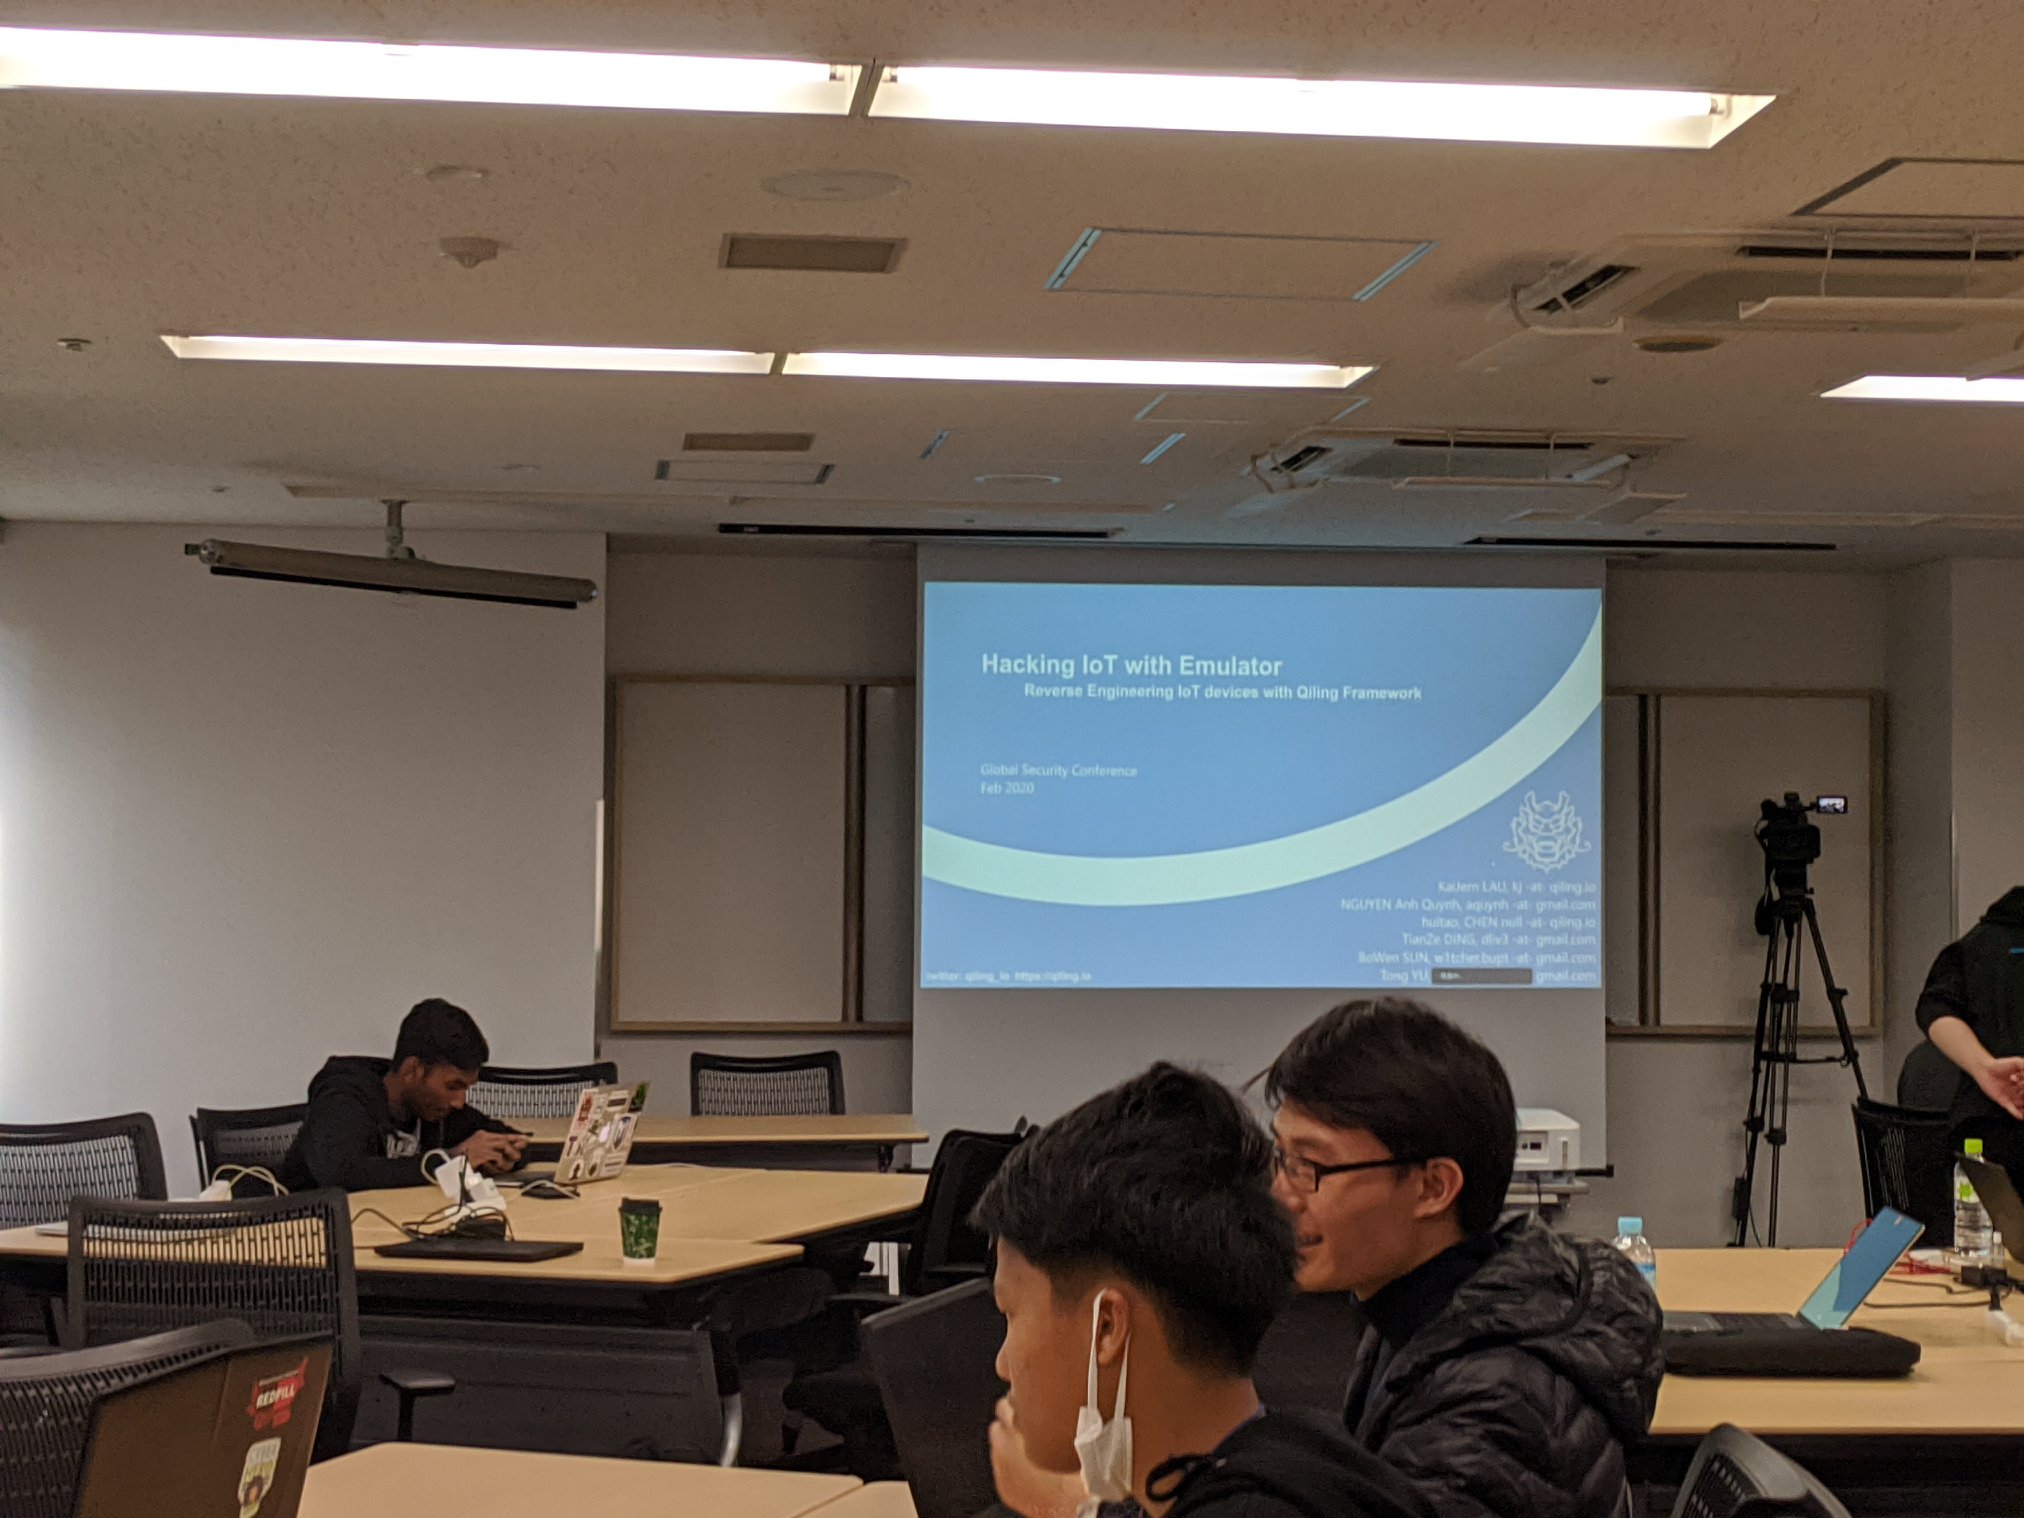 Hacking IoT with Emulator
Reverse Engineering IoT devices with Qiling Framework
Global Security Conference
Feb 2020
KaiJern LAU, kj -at- qiling.io
NGUYEN Anh Quynh, aquynh -at- gmail.com
huitao, CHEN null -at- qiling.io
TianZe DING, dliv3 -at- gmail.com
BoWen SUN, w1tcher.bupt -at- gmail.com
Tong YU, gmail.com
twitter: qiling_io https://qiling.io
REDPILL